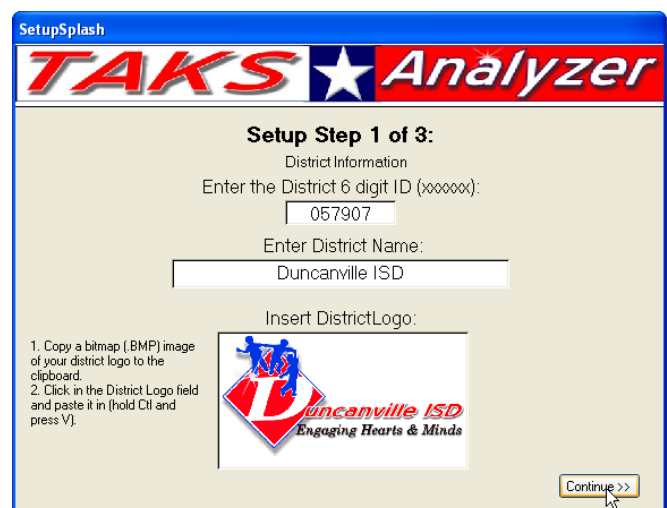 SetupSplash
TAKS Analyzer
Setup Step 1 of 3:
District Information
Enter the District 6 digit ID (xxxxxx):
057907
Enter District Name:
Duncanville ISD
Insert DistrictLogo:
1. Copy a bitmap (.BMP) image
of your district logo to the
clipboard.
2. Click in the District Logo field
and paste it in (hold Ctl and
press V).
Duncanville ISD
Engaging Hearts & Minds
Continue >>